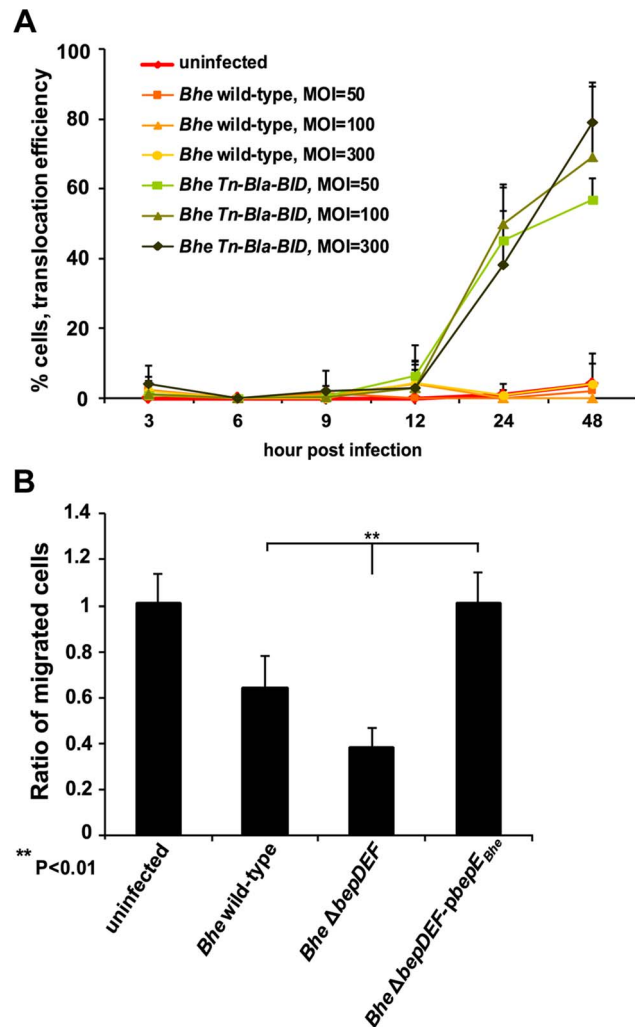 A
uninfected
Bhe wild-type, MOI=50
Bhe wild-type, MOI=100
Bhe wild-type, MOI=300
Bhe Tn-Bla-BID, MOI=50
Bhe Tn-Bla-BID, MOI=100
Bhe Tn-Bla-BID, MOI=300
% cells, translocation efficiency
100
80
60
40
20
0
3 6 9 12 24 48
hour post infection
B
Ratio of migrated cells
1.4
1.2
1
0.8
0.6
0.4
0.2
0
**
** P<0.01
uninfected
Bhe wild-type
Bhe ΔbepDEF
Bhe ΔbepDEF-pbepE Bhe